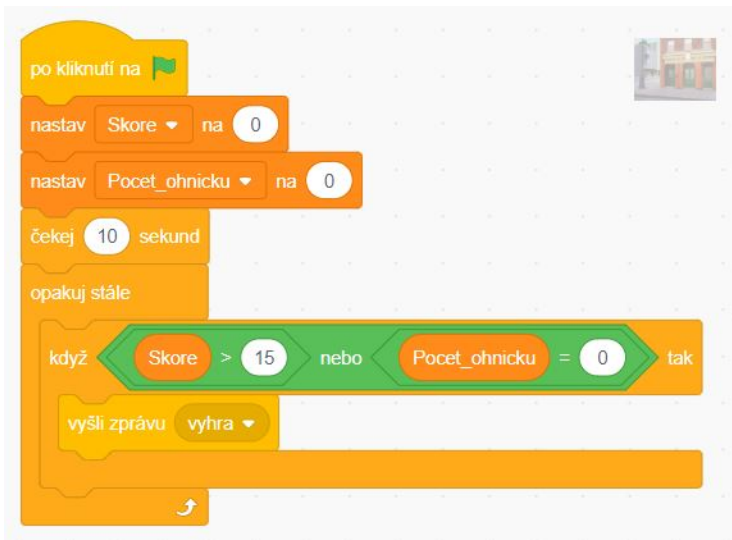 po kliknutí na
nastav Skore na 0
nastav Pocet_ohnicku na 0
čekej 10 sekund
opakuj stále
když Skore > 15 nebo Pocet_ohnicku = 0 tak
vyšli zprávu vyhra